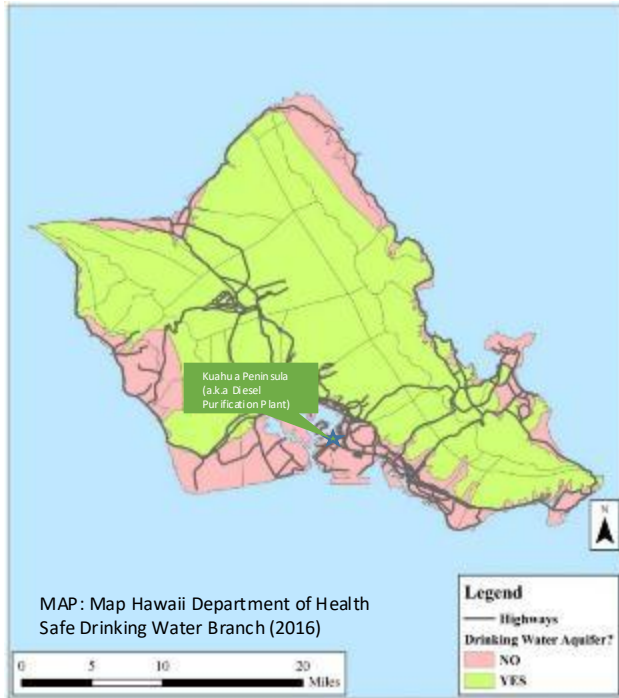 Kuahua Peninsula
(a.k.a Diesel
Purification Plant)
N
MAP: Map Hawaii Department of Health
Safe Drinking Water Branch (2016)
0 5 10 20
Miles
Legend
Highways
Drinking Water Aquifer?
NO
YES